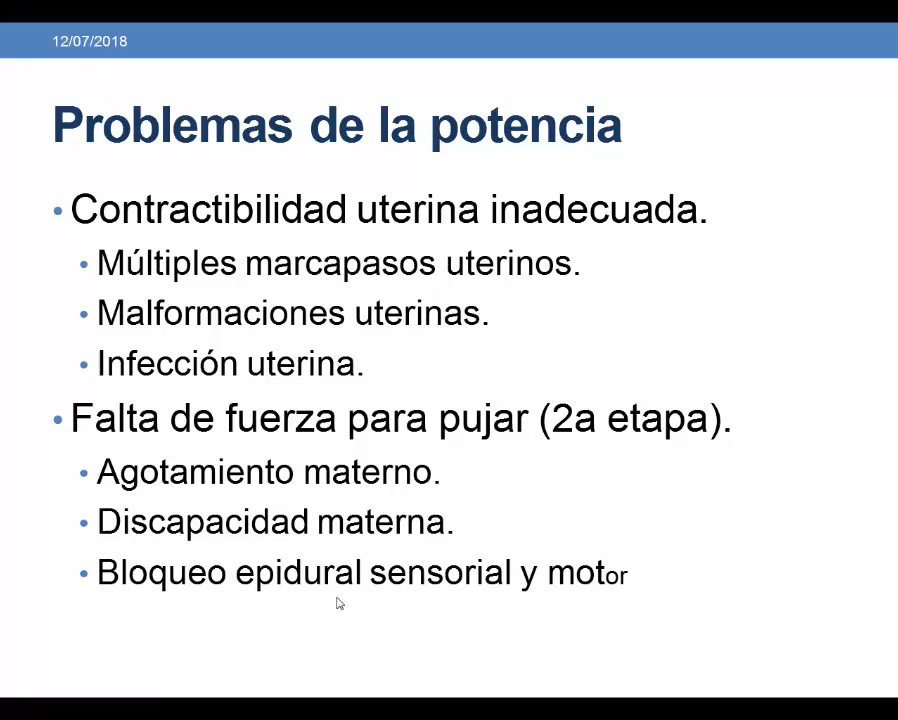 12/07/2018
Problemas de la potencia
• Contractibilidad uterina inadecuada.
• Múltiples marcapasos uterinos.
• Malformaciones uterinas.
• Infección uterina.
• Falta de fuerza para pujar (2a etapa).
• Agotamiento materno.
• Discapacidad materna.
• Bloqueo epidural sensorial y motor